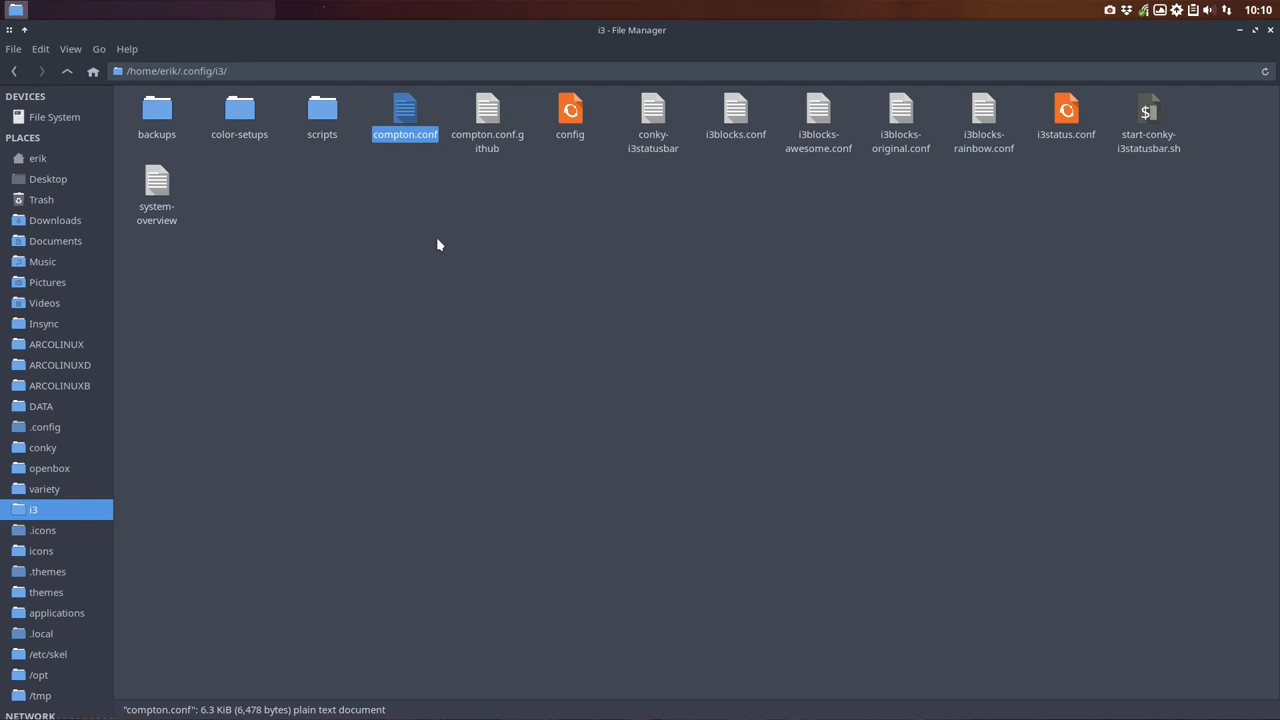 10:10
i3 - File Manager
File Edit View Go Help
/home/erik/.config/i3/
DEVICES
File System
PLACES
erik
Desktop
Trash
Downloads
Documents
Music
Pictures
Videos
Insync
ARCOLINUX
ARCOLINUXD
ARCOLINUXB
DATA
.config
conky
openbox
variety
i3
.icons
icons
.themes
themes
applications
.local
/etc/skel
/opt
/tmp
NETWORK
backups
color-setups
scripts
compton.conf
compton.conf.g
ithub
config
conky-
i3statusbar
i3blocks.conf
i3blocks-
awesome.conf
i3blocks-
original.conf
i3blocks-
rainbow.conf
i3status.conf
$
start-conky-
i3statusbar.sh
system-
overview
"compton.conf": 6.3 KiB (6,478 bytes) plain text document